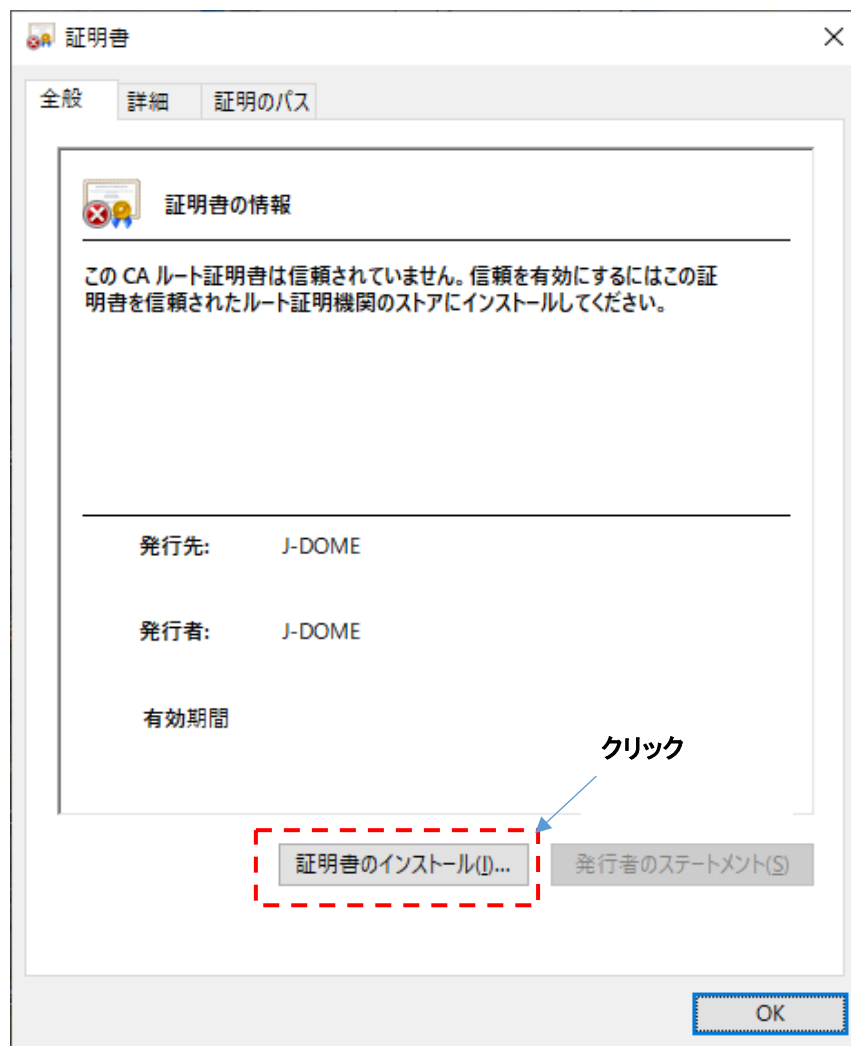 証明書
全般 詳細 証明のパス
証明書の情報
この CA ルート証明書は信頼されていません。信頼を有効にするにはこの証
明書を信頼されたルート証明機関のストアにインストールしてください。
発行先: J-DOME
発行者: J-DOME
有効期間
クリック
証明書のインストール(I)... 発行者のステートメント(S)
OK